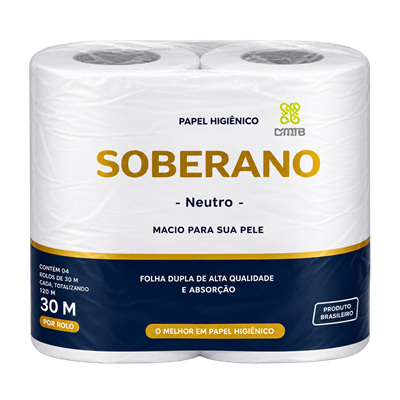 PAPEL HIGIÊNICO
CMTB
SOBERANO
- Neutro -
MACIO PARA SUA PELE
CONTÉM 04
ROLOS DE 30 M
CADA, TOTALIZANDO
120 M
30 M
POR ROLO
FOLHA DUPLA DE ALTA QUALIDADE
E ABSORÇÃO
O MELHOR EM PAPEL HIGIÊNICO
PRODUTO
BRASILEIRO